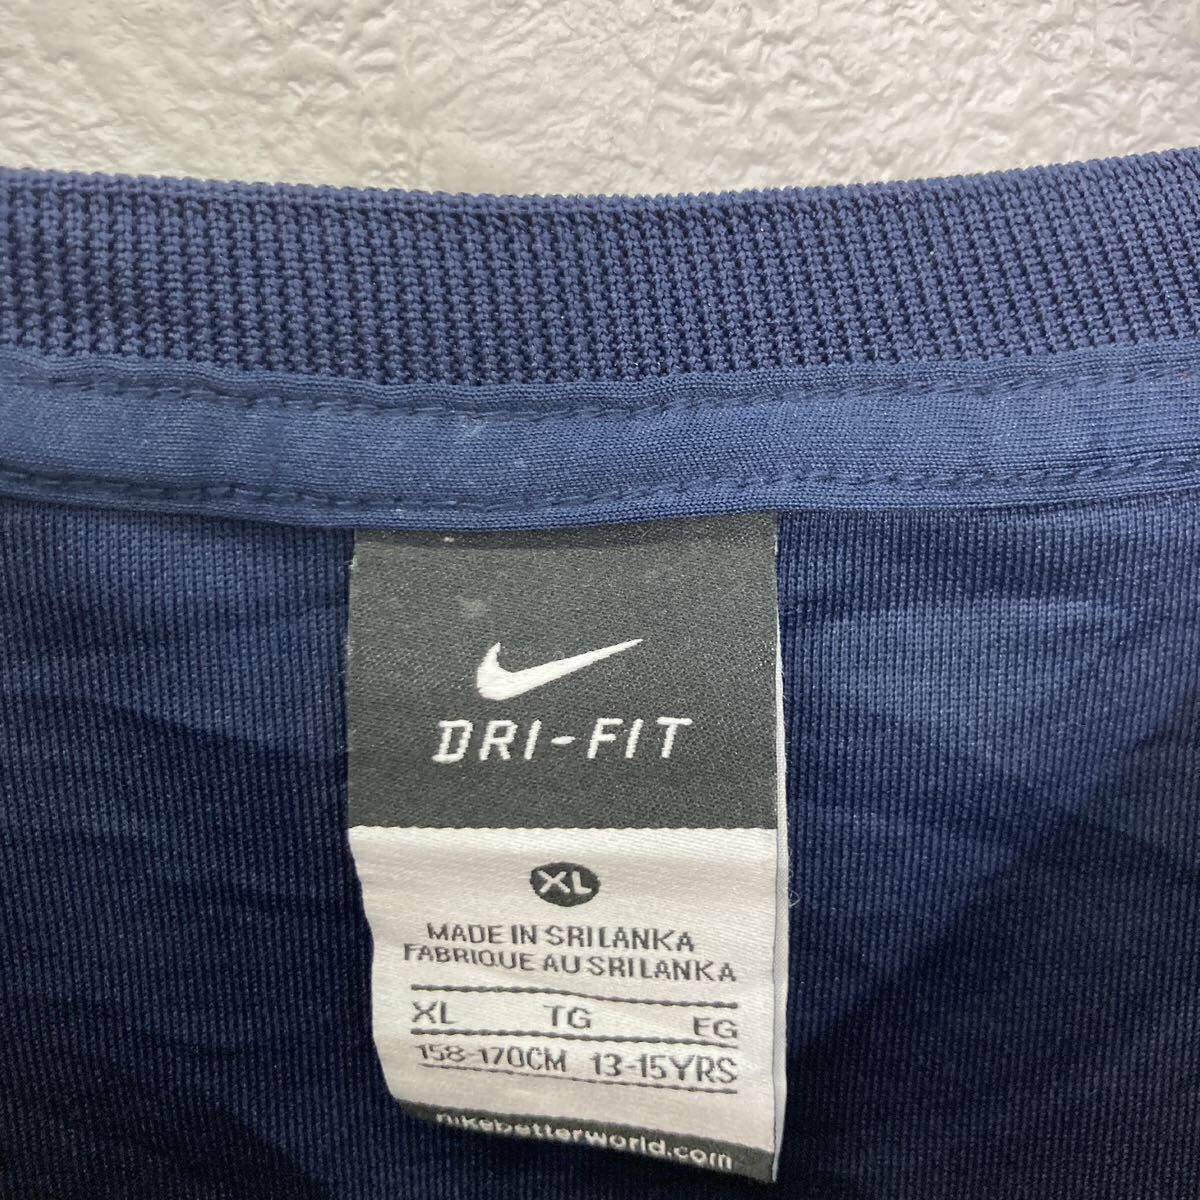 DRI-FIT
XL
MADE IN SRI LANKA
FABRIQUE AU SRI LANKA
XL TG EG
158-170CM 13-15YRS
nikebetterworld.com